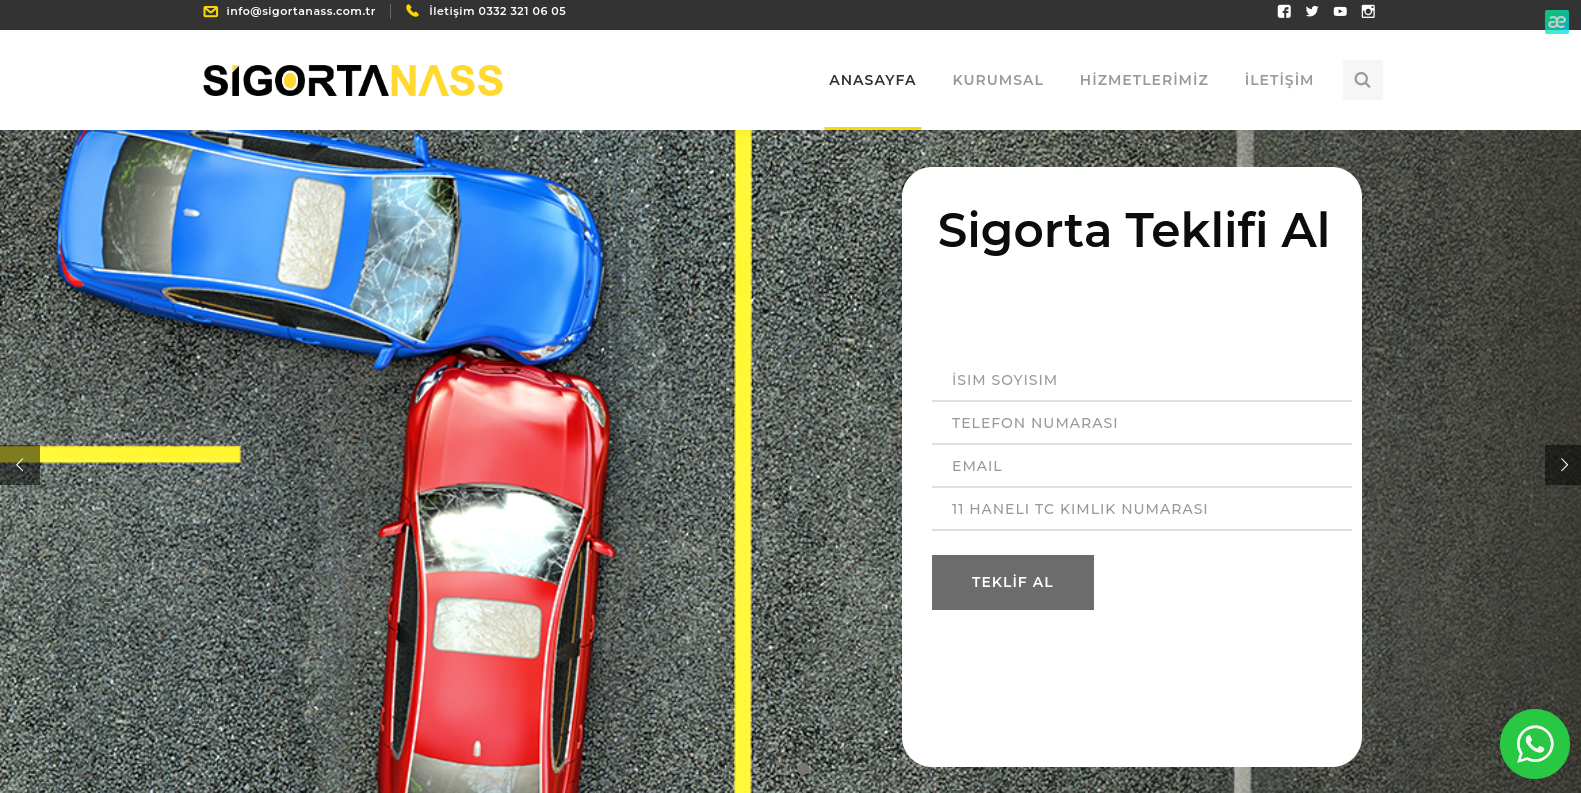 info@sigortanass.com.tr
İletişim 0332 321 06 05
æ
SİGORTANASS
ANASAYFA
KURUMSAL
HİZMETLERİMİZ
İLETİŞİM
Sigorta Teklifi Al
İSIM SOYISIM
TELEFON NUMARASI
EMAIL
11 HANELI TC KIMLIK NUMARASI
TEKLİF AL